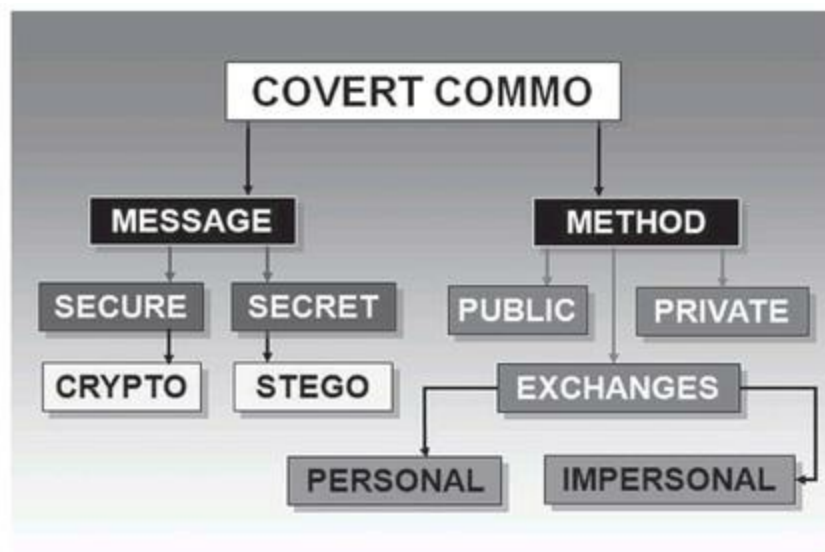 COVERT COMMO
MESSAGE
METHOD
SECURE
SECRET
PUBLIC
PRIVATE
CRYPTO
STEGO
EXCHANGES
PERSONAL
IMPERSONAL